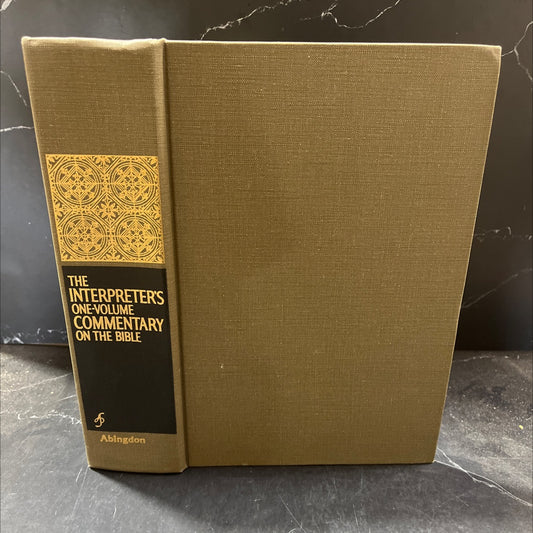 THE
INTERPRETER'S
ONE-VOLUME
COMMENTARY
ON THE BIBLE
Abingdon